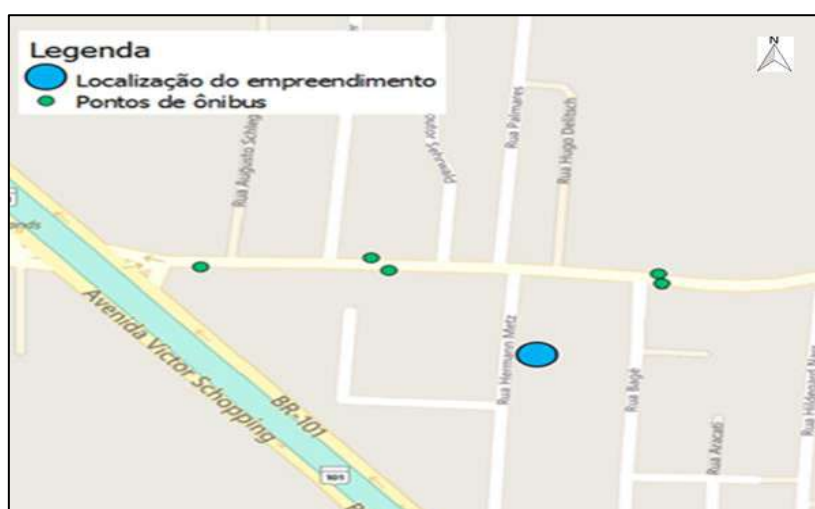 Legenda
Localização do empreendimento
Pontos de ônibus
N
Rua Augusto Schleg
Rua Palmares
Rua Hugo Delitsch
Avenida Victor Schopping
BR-101
101
Rua Hermann Metz
Rua Bagé
Rua Aracati